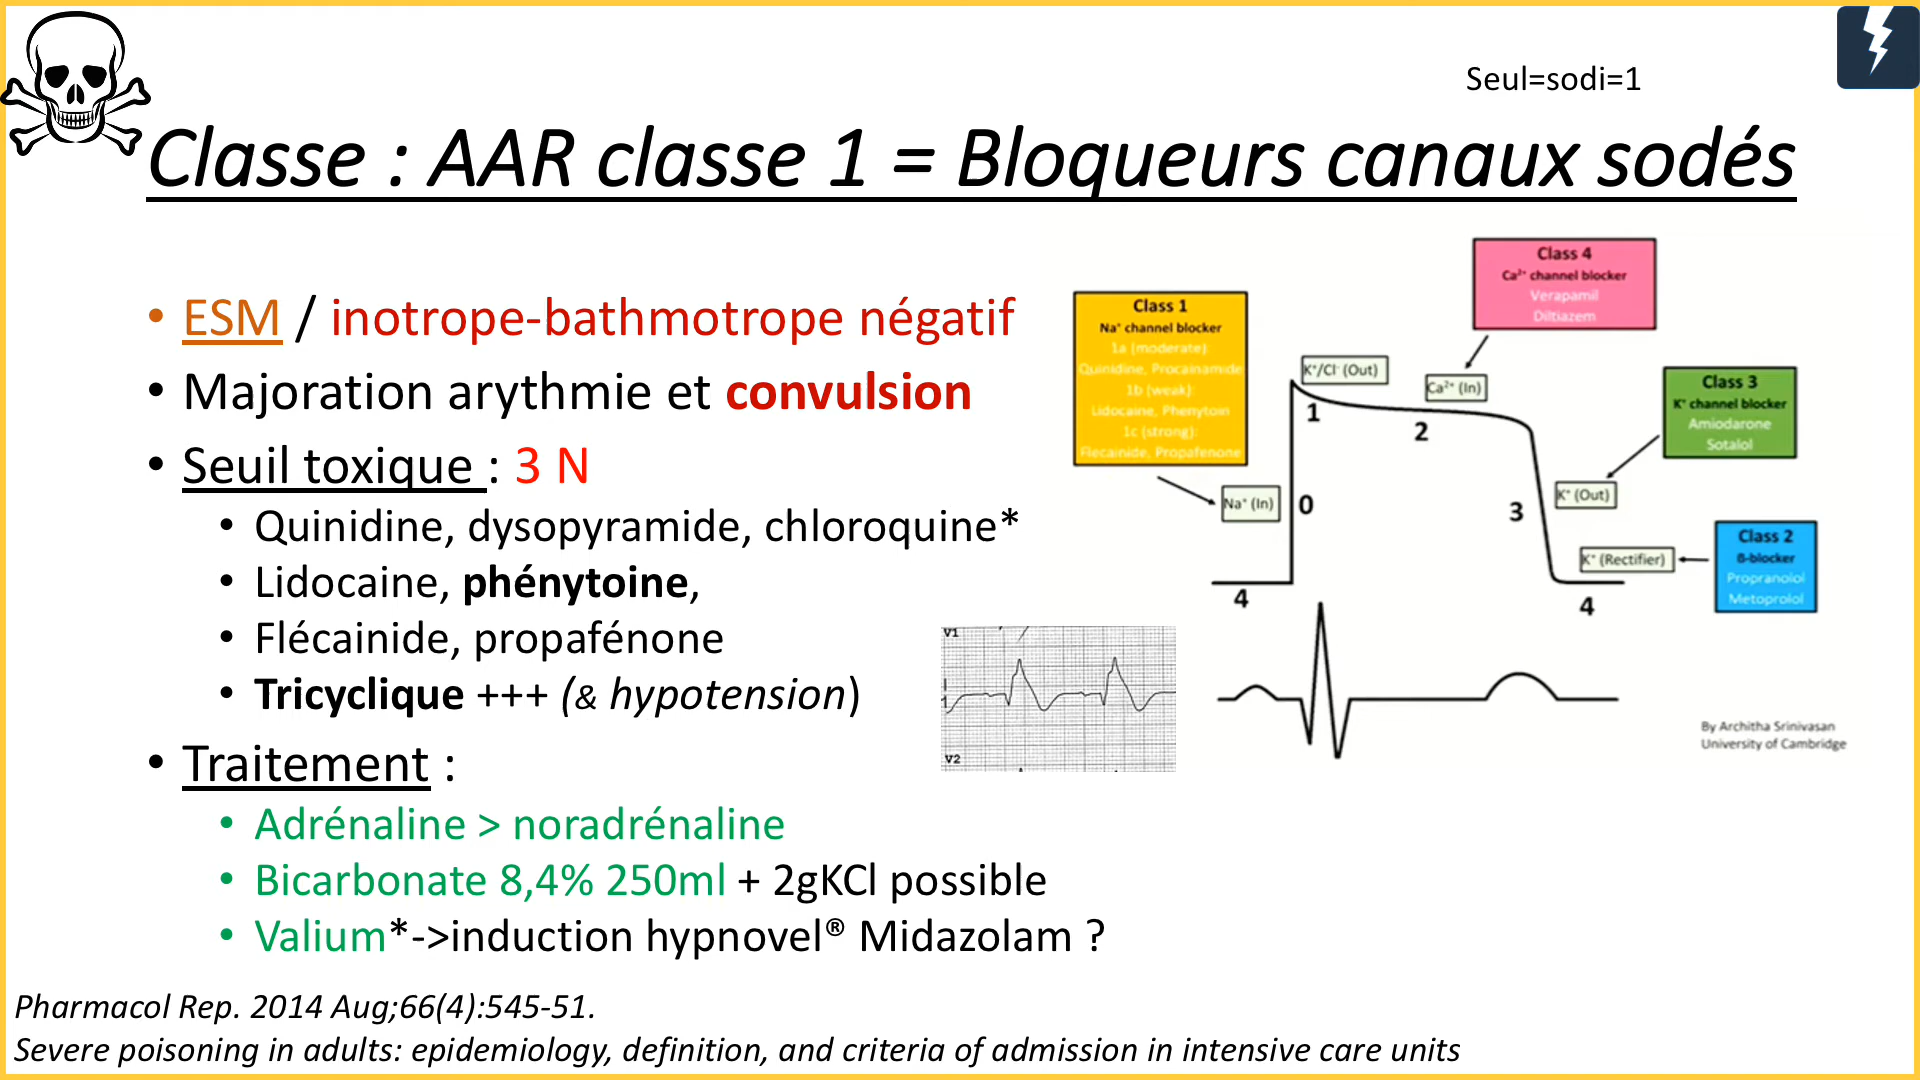 Seul=sodi=1
Classe : AAR classe 1 = Bloqueurs canaux sodés
• ESM / inotrope-bathmotrope négatif
• Majoration arythmie et convulsion
• Seuil toxique : 3 N
• Quinidine, dysopyramide, chloroquine*
• Lidocaine, phénytoine,
• Flécainide, propafénone
• Tricyclique +++ (& hypotension)
• Traitement :
• Adrénaline > noradrénaline
• Bicarbonate 8,4% 250ml + 2gKCl possible
• Valium*->induction hypnovel® Midazolam ?
Class 1
Na⁺ channel blocker
1a (moderate):
Quinidine, Procainamide
1b (weak):
Lidocaine, Phenytoin
1c (strong):
Flecainide, Propafenone
Class 4
Ca²⁺ channel blocker
Verapamil
Diltiazem
Class 3
K⁺ channel blocker
Amiodarone
Sotalol
Class 2
ß-blocker
Propranolol
Metoprolol
K⁺/Cl⁻ (Out)
Ca²⁺ (In)
1
2
Na⁺ (In)
0
3
K⁺ (Out)
K⁺ (Rectifier)
4
4
V1
V2
By Architha Srinivasan
University of Cambridge
Pharmacol Rep. 2014 Aug;66(4):545-51.
Severe poisoning in adults: epidemiology, definition, and criteria of admission in intensive care units